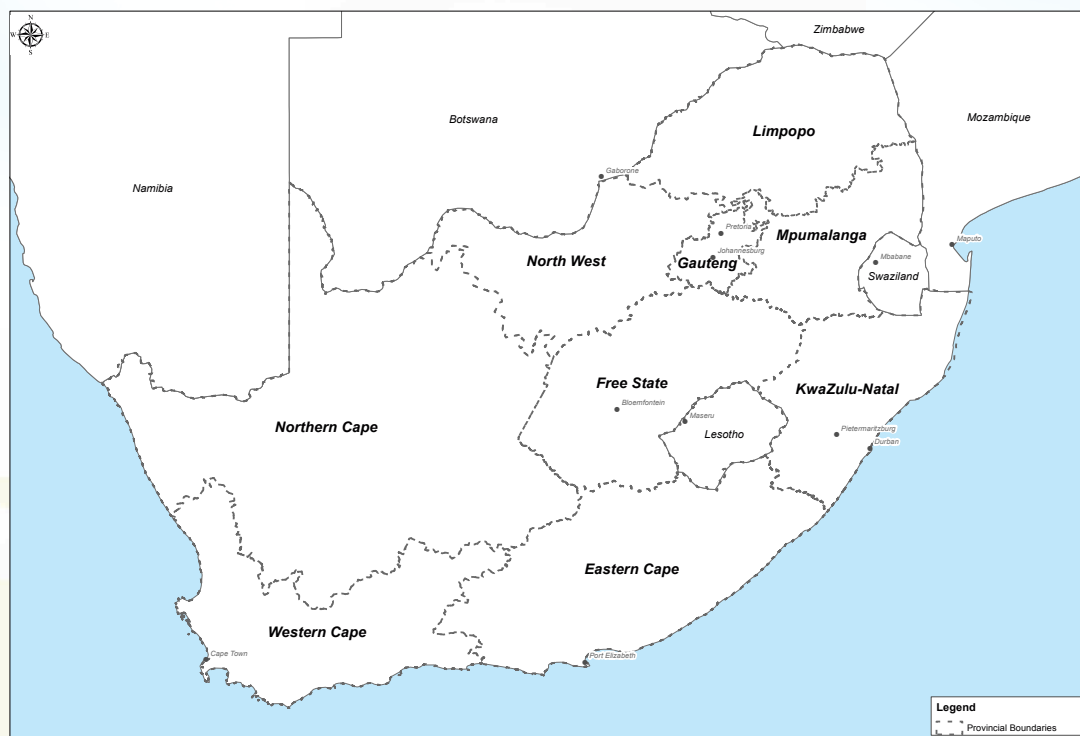 N
W
E
S
Zimbabwe
Botswana
Mozambique
Limpopo
Gaborone
Namibia
Pretoria
Mpumalanga
Maputo
Johannesburg
North West
Gauteng
Mbabane
Swaziland
Free State
KwaZulu-Natal
Bloemfontein
Maseru
Northern Cape
Lesotho
Pietermaritzburg
Durban
Eastern Cape
Western Cape
Cape Town
Port Elizabeth
Legend
Provincial Boundaries